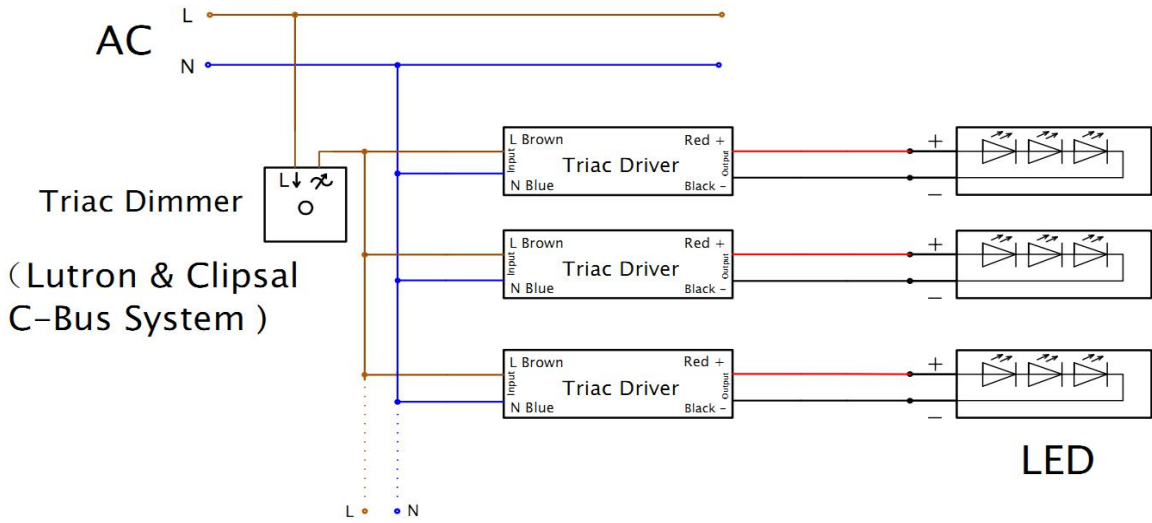 L
AC
N
L Brown
Input
N Blue
Triac Driver
Red +
Output
Black –
+
–
L
Triac Dimmer
（Lutron & Clipsal
C–Bus System )
L Brown
Input
N Blue
Triac Driver
Red +
Output
Black –
+
–
L Brown
Input
N Blue
Triac Driver
Red +
Output
Black –
+
–
LED
L
N